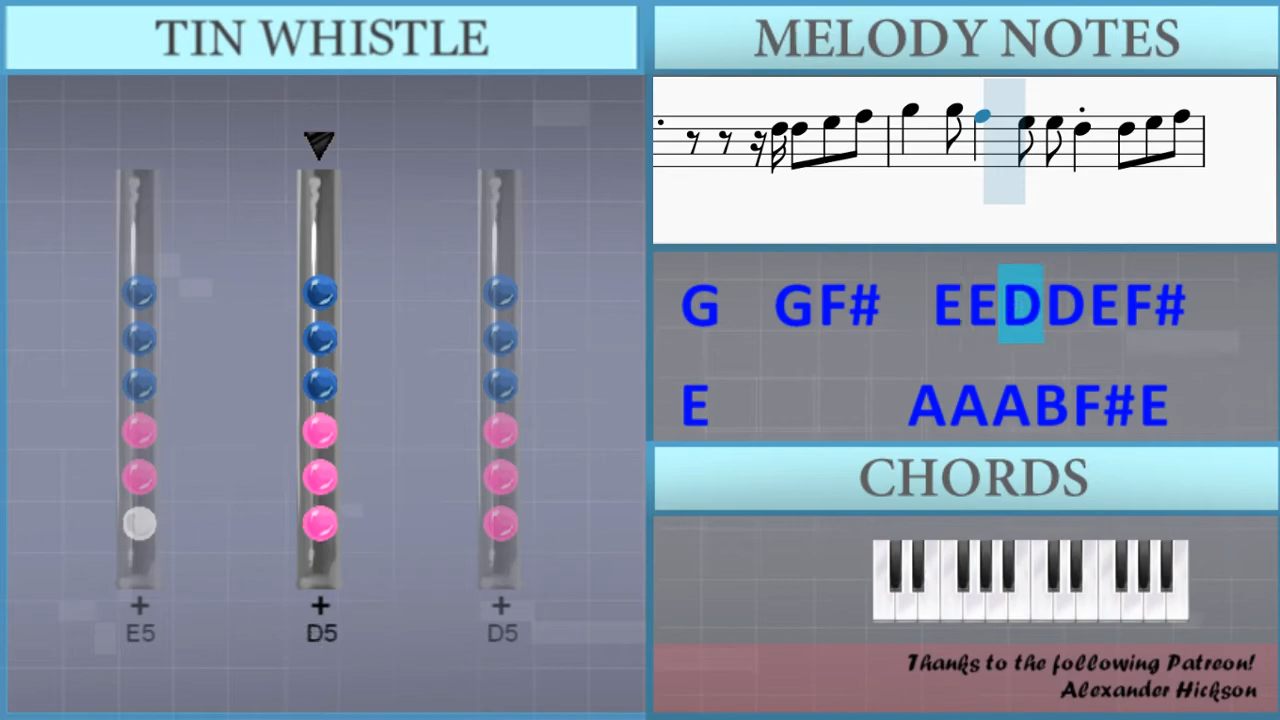 TIN WHISTLE
+ + +
E5 D5 D5
MELODY NOTES
G GF# EEDDEF#
E AAABF#E
CHORDS
Thanks to the following Patreon!
Alexander Hickson